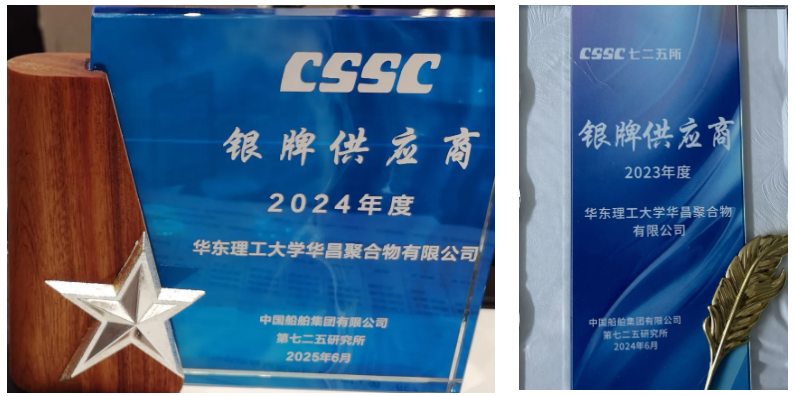 CSSC
银牌供应商
2024年度
华东理工大学华昌聚合物有限公司
中国船舶集团有限公司
第七二五研究所
2025年6月
CSSC 七二五所
银牌供应商
2023年度
华东理工大学华昌聚合物
有限公司
中国船舶集团有限公司
第七二五研究所
2024年6月